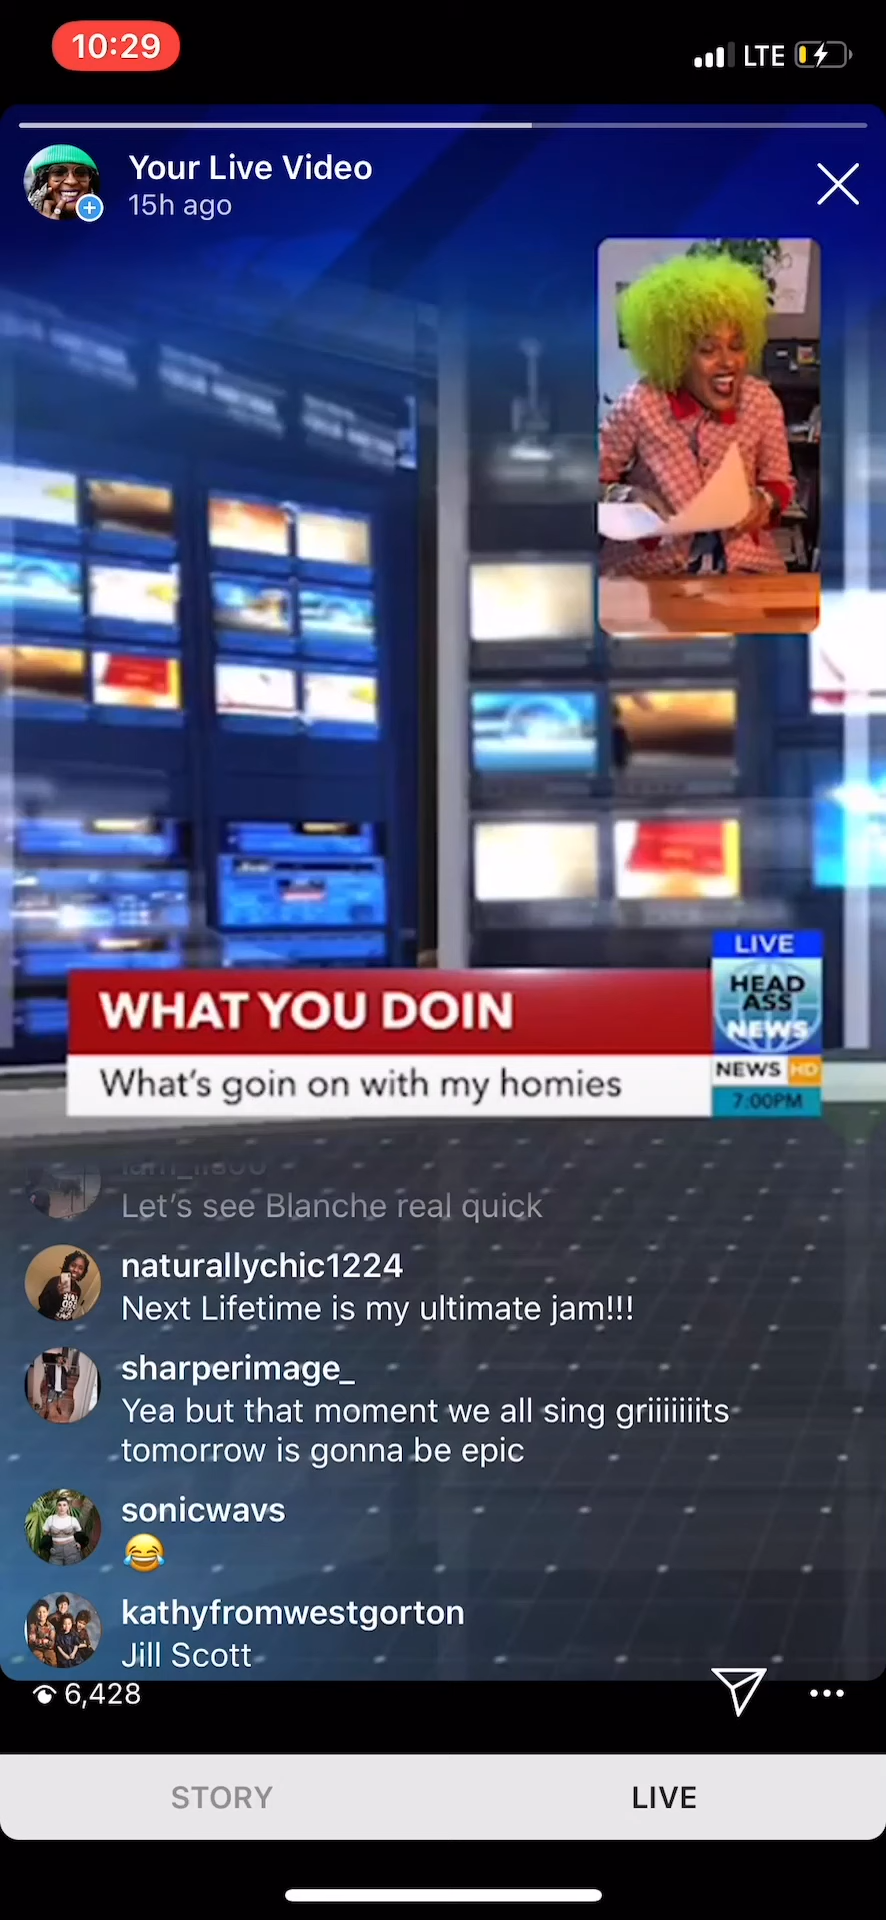 10:29
LTE
Your Live Video
15h ago
LIVE
HEAD
ASS
NEWS
WHAT YOU DOIN
What's goin on with my homies
NEWS HD
7:00PM
Let's see Blanche real quick
naturallychic1224
Next Lifetime is my ultimate jam!!!
sharperimage_
Yea but that moment we all sing griiiiiiits
tomorrow is gonna be epic
sonicwavs
😂
kathyfromwestgorton
Jill Scott
6,428
STORY
LIVE